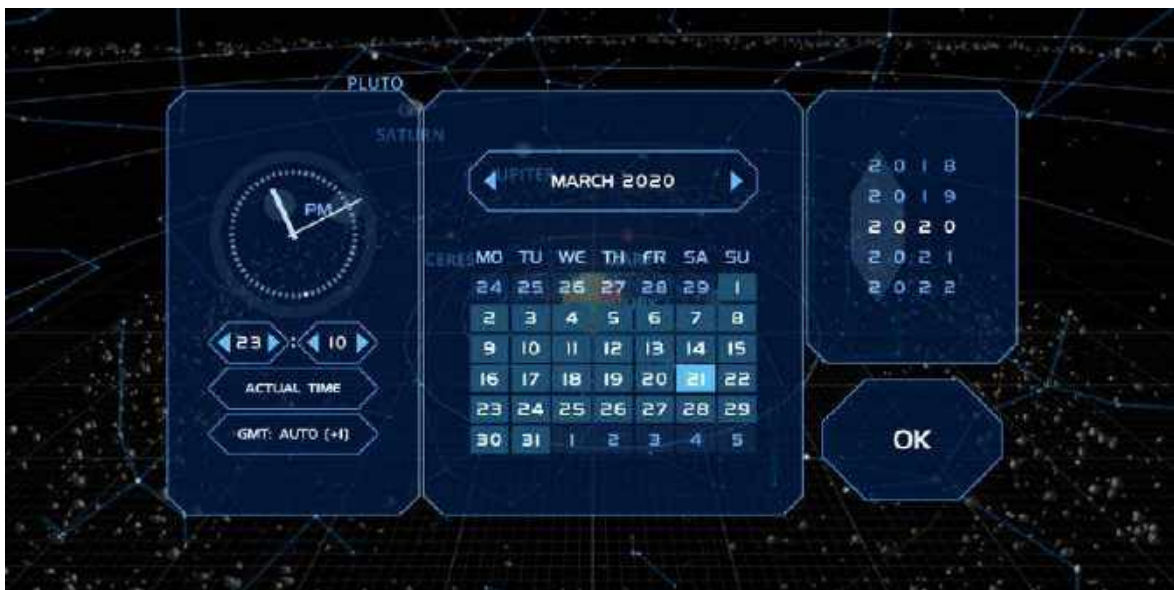 PLUTO
SATURN
JUPITER
CERES
PM
23 : 10
ACTUAL TIME
GMT: AUTO (+1)
MARCH 2020
MO TU WE TH FR SA SU
24 25 26 27 28 29 1
2 3 4 5 6 7 8
9 10 11 12 13 14 15
16 17 18 19 20 21 22
23 24 25 26 27 28 29
30 31 1 2 3 4 5
2018
2019
2020
2021
2022
OK